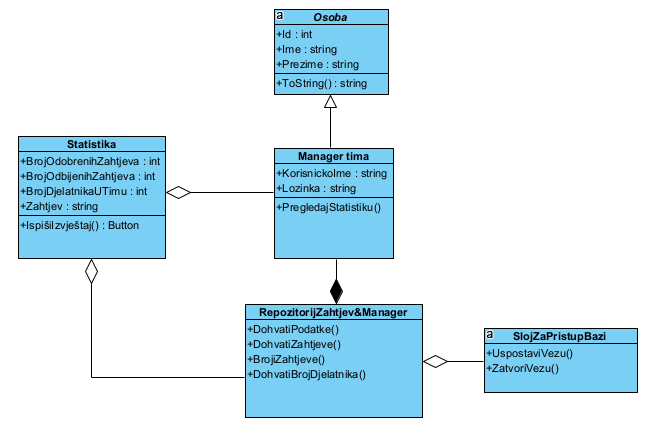 a
Osoba
+Id : int
+Ime : string
+Prezime : string
+ToString() : string
Statistika
+BrojOdobrenihZahtjeva : int
+BrojOdbijenihZahtjeva : int
+BrojDjelatnikaUTimu : int
+Zahtjev : string
+IspišiIzvještaj() : Button
Manager tima
+KorisnickoIme : string
+Lozinka : string
+PregledajStatistiku()
RepozitorijZahtjev&Manager
+DohvatiPodatke()
+DohvatiZahtjeve()
+BrojiZahtjeve()
+DohvatiBrojDjelatnika()
a
SlojZaPristupBazi
+UspostaviVezu()
+ZatvoriVezu()